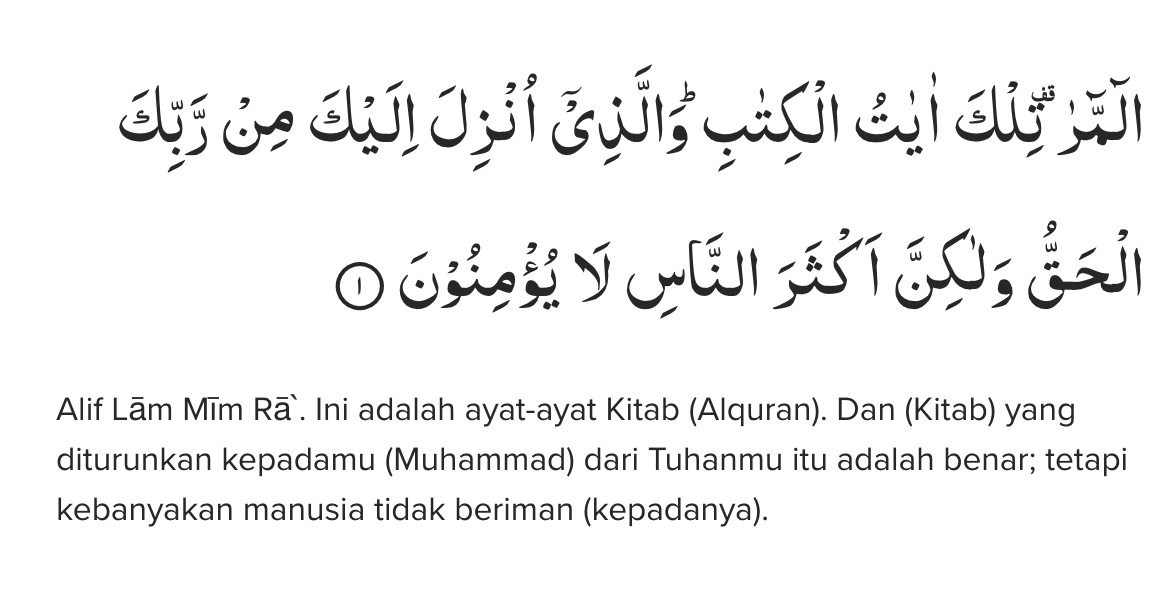 الۤمّۤرٰ ۗتِلْكَ اٰيٰتُ الْكِتٰبِ ۗوَالَّذِيْٓ اُنْزِلَ اِلَيْكَ مِنْ رَّبِّكَ
الْحَقُّ وَلٰكِنَّ اَكْثَرَ النَّاسِ لَا يُؤْمِنُوْنَ ١
Alif Lām Mīm Rā`. Ini adalah ayat-ayat Kitab (Alquran). Dan (Kitab) yang
diturunkan kepadamu (Muhammad) dari Tuhanmu itu adalah benar; tetapi
kebanyakan manusia tidak beriman (kepadanya).